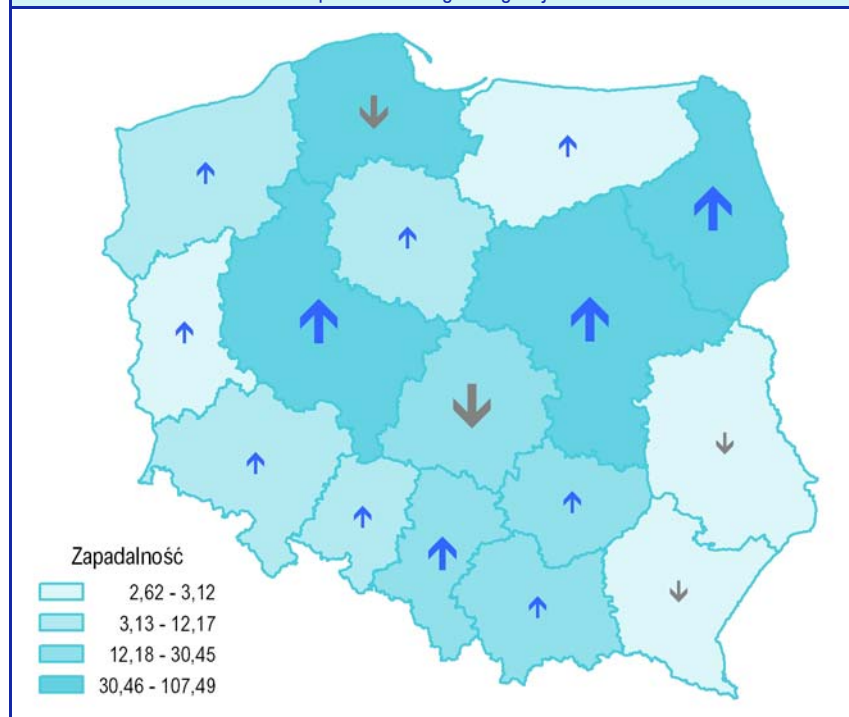 Zapadalność
2,62 - 3,12
3,13 - 12,17
12,18 - 30,45
30,46 - 107,49